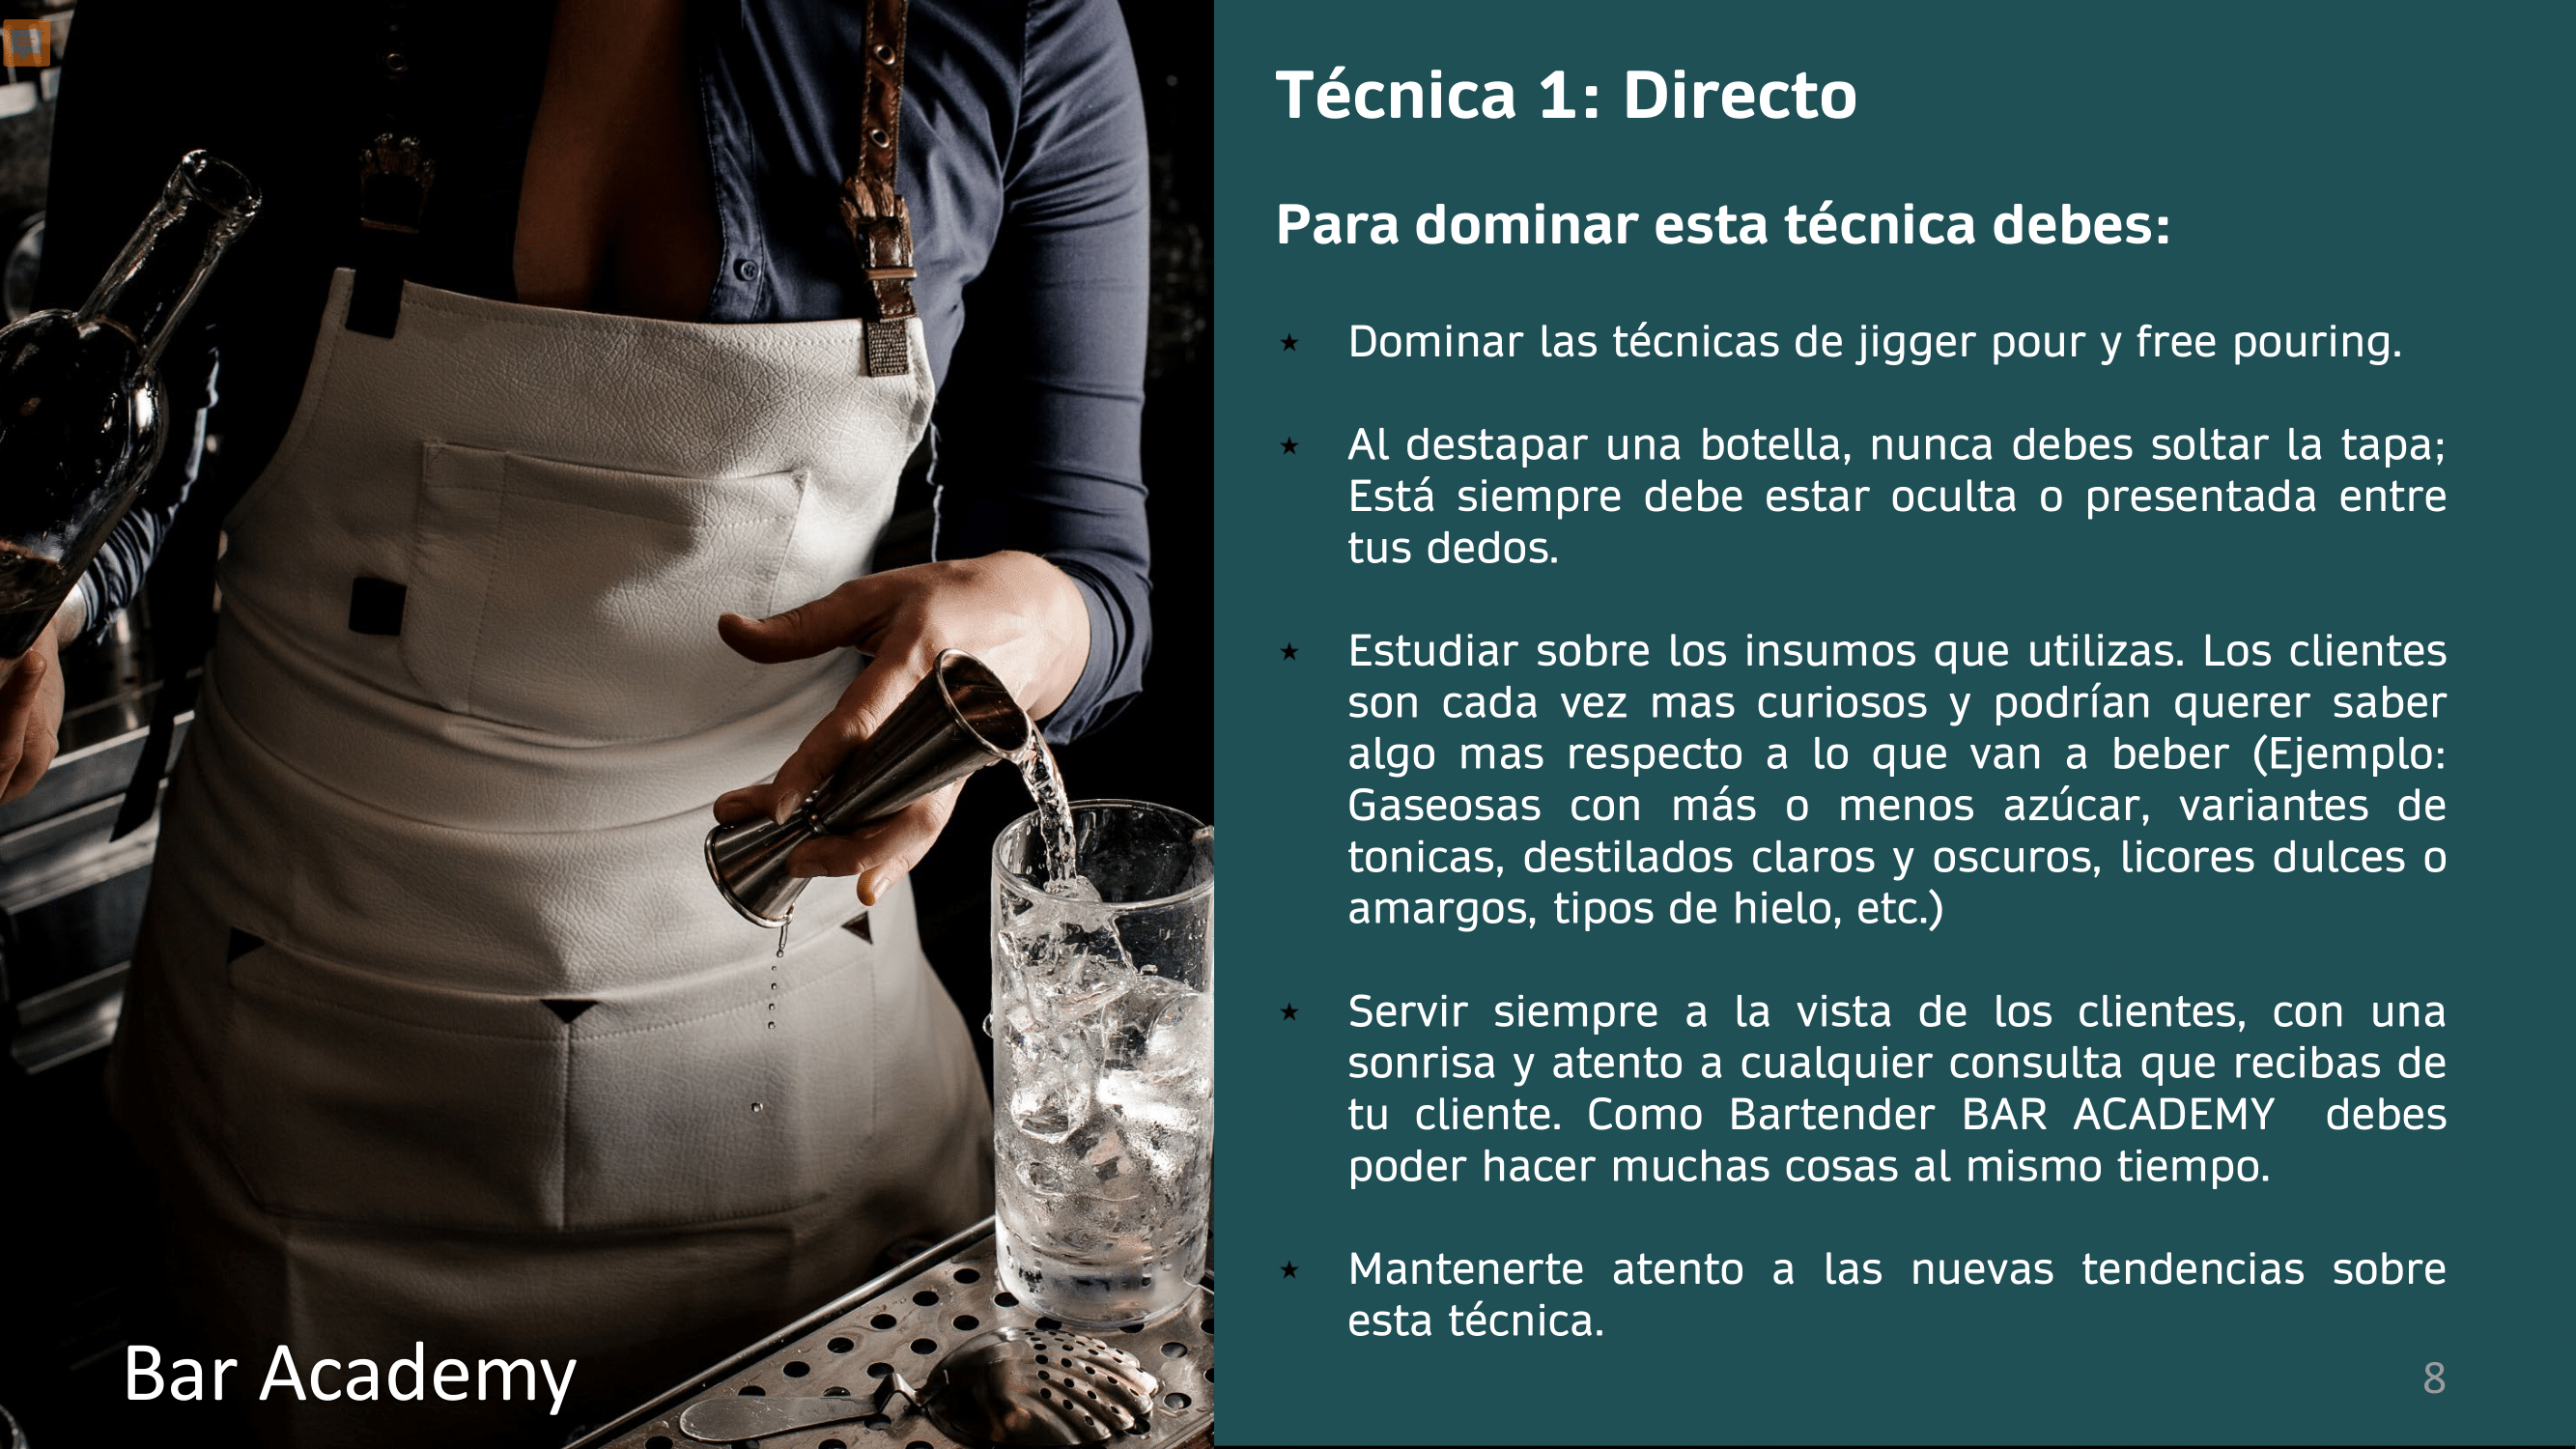 Técnica 1: Directo
Para dominar esta técnica debes:
Dominar las técnicas de jigger pour y free pouring.
Al destapar una botella, nunca debes soltar la tapa;
Está siempre debe estar oculta o presentada entre
tus dedos.
Estudiar sobre los insumos que utilizas. Los clientes
son cada vez mas curiosos y podrían querer saber
algo mas respecto a lo que van a beber (Ejemplo:
Gaseosas con más o menos azúcar, variantes de
tonicas, destilados claros y oscuros, licores dulces o
amargos, tipos de hielo, etc.)
Servir siempre a la vista de los clientes, con una
sonrisa y atento a cualquier consulta que recibas de
tu cliente. Como Bartender BAR ACADEMY  debes
poder hacer muchas cosas al mismo tiempo.
Mantenerte atento a las nuevas tendencias sobre
esta técnica.
Bar Academy
8